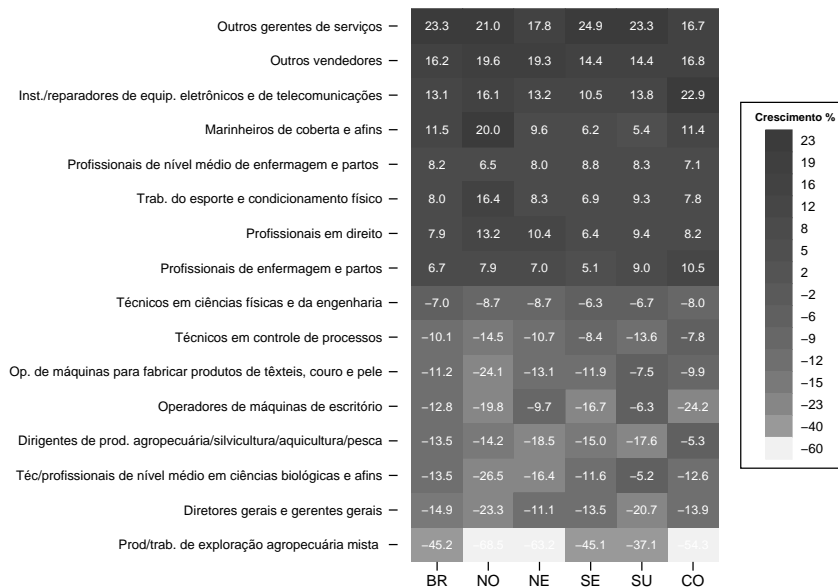 Outros gerentes de serviços – 23.3 21.0 17.8 24.9 23.3 16.7
Outros vendedores – 16.2 19.6 19.3 14.4 14.4 16.8
Inst./reparadores de equip. eletrônicos e de telecomunicações – 13.1 16.1 13.2 10.5 13.8 22.9
Marinheiros de coberta e afins – 11.5 20.0 9.6 6.2 5.4 11.4
Profissionais de nível médio de enfermagem e partos – 8.2 6.5 8.0 8.8 8.3 7.1
Trab. do esporte e condicionamento físico – 8.0 16.4 8.3 6.9 9.3 7.8
Profissionais em direito – 7.9 13.2 10.4 6.4 9.4 8.2
Profissionais de enfermagem e partos – 6.7 7.9 7.0 5.1 9.0 10.5
Técnicos em ciências físicas e da engenharia – −7.0 −8.7 −8.7 −6.3 −6.7 −8.0
Técnicos em controle de processos – −10.1 −14.5 −10.7 −8.4 −13.6 −7.8
Op. de máquinas para fabricar produtos de têxteis, couro e pele – −11.2 −24.1 −13.1 −11.9 −7.5 −9.9
Operadores de máquinas de escritório – −12.8 −19.8 −9.7 −16.7 −6.3 −24.2
Dirigentes de prod. agropecuária/silvicultura/aquicultura/pesca – −13.5 −14.2 −18.5 −15.0 −17.6 −5.3
Téc/profissionais de nível médio em ciências biológicas e afins – −13.5 −26.5 −16.4 −11.6 −5.2 −12.6
Diretores gerais e gerentes gerais – −14.9 −23.3 −11.1 −13.5 −20.7 −13.9
Prod/trab. de exploração agropecuária mista – −45.2 −45.1 −37.1
BR NO NE SE SU CO
Crescimento %
23
19
16
12
8
5
2
−2
−6
−9
−12
−15
−23
−40
−60